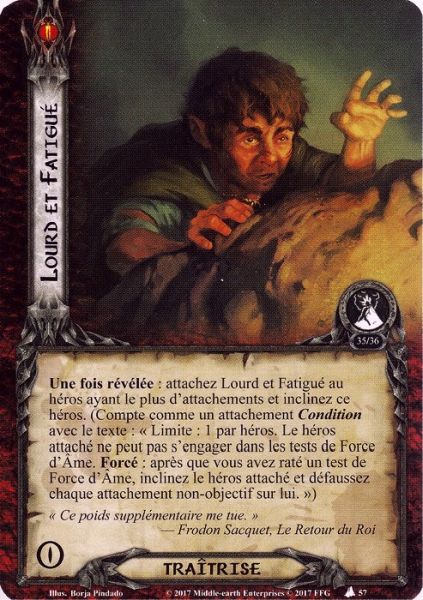 Lourd et Fatigué
35/36
Une fois révélée : attachez Lourd et Fatigué au
héros ayant le plus d’attachements et inclinez ce
héros. (Compte comme un attachement Condition
avec le texte : « Limite : 1 par héros. Le héros
attaché ne peut pas s’engager dans les tests de Force
d’Âme. Forcé : après que vous avez raté un test de
Force d’Âme, inclinez le héros attaché et défaussez
chaque attachement non-objectif sur lui. »)
« Ce poids supplémentaire me tue. »
— Frodon Sacquet, Le Retour du Roi
TRAÎTRISE
Illus. Borja Pindado © 2017 Middle-earth Enterprises © 2017 FFG 57